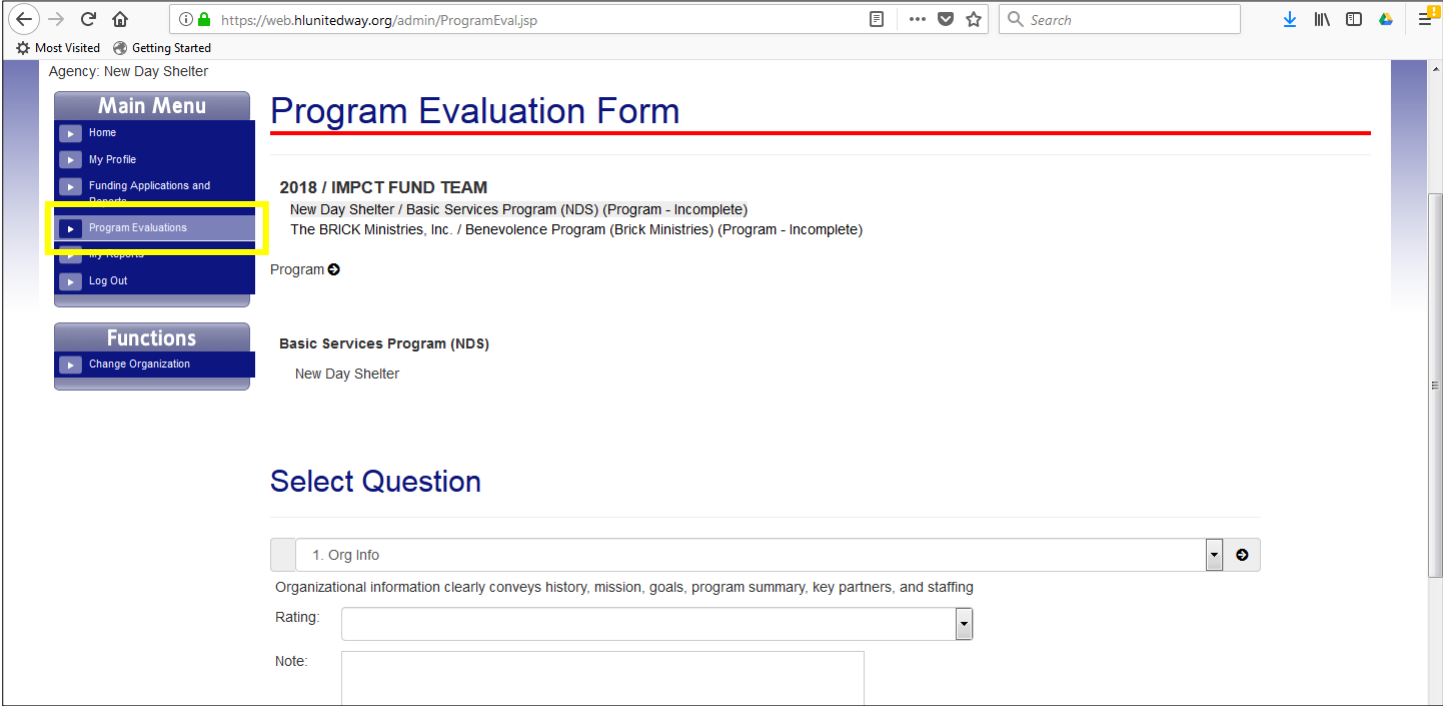 https://web.hlunitedway.org/admin/ProgramEval.jsp
Search
Most Visited
Getting Started
Agency: New Day Shelter
Main Menu
Home
My Profile
Funding Applications and
Reports
Program Evaluations
My Reports
Log Out
Functions
Change Organization
Program Evaluation Form
2018 / IMPCT FUND TEAM
New Day Shelter / Basic Services Program (NDS) (Program - Incomplete)
The BRICK Ministries, Inc. / Benevolence Program (Brick Ministries) (Program - Incomplete)
Program
Basic Services Program (NDS)
New Day Shelter
Select Question
1. Org Info
Organizational information clearly conveys history, mission, goals, program summary, key partners, and staffing
Rating:
Note: